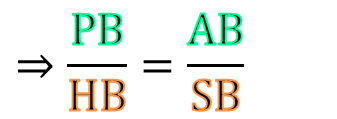 ⇒ PB/HB = AB/SB